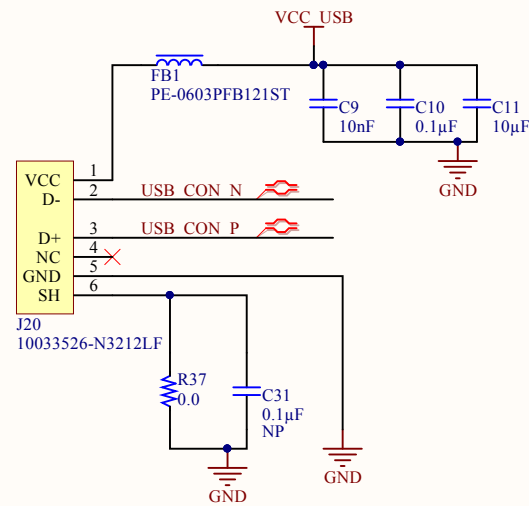 VCC_USB
FB1
PE-0603PFB121ST
C9
10nF
C10
0.1µF
C11
10µF
GND
VCC 1
D- 2
USB_CON_N
D+ 3
USB_CON_P
NC 4
GND 5
SH 6
J20
10033526-N3212LF
R37
0.0
C31
0.1µF
NP
GND
GND